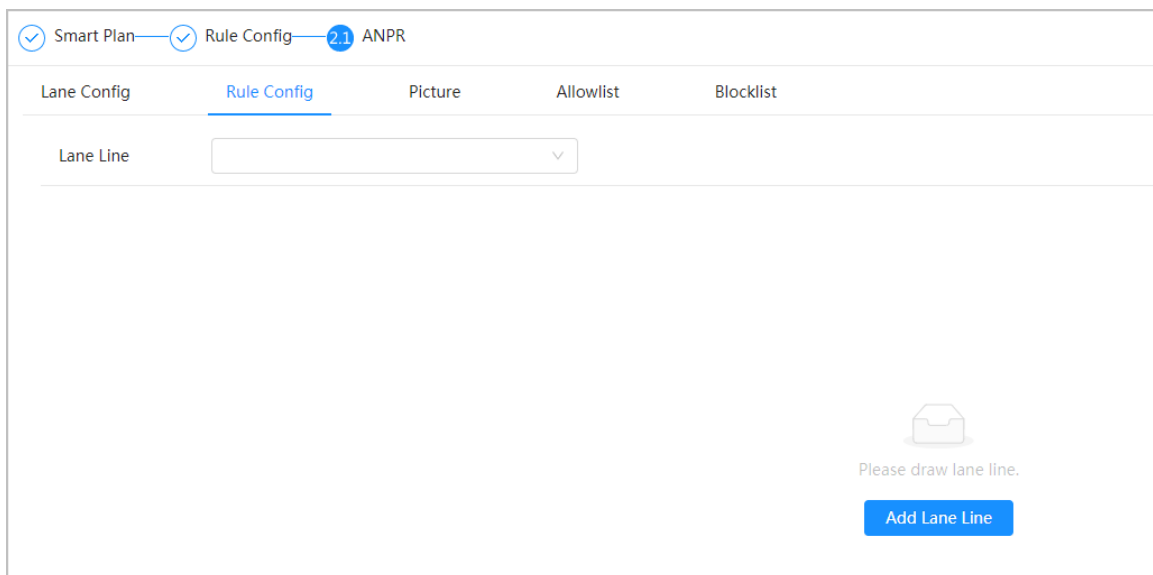 Smart Plan Rule Config 2.1 ANPR
Lane Config Rule Config Picture Allowlist Blocklist
Lane Line
Please draw lane line.
Add Lane Line